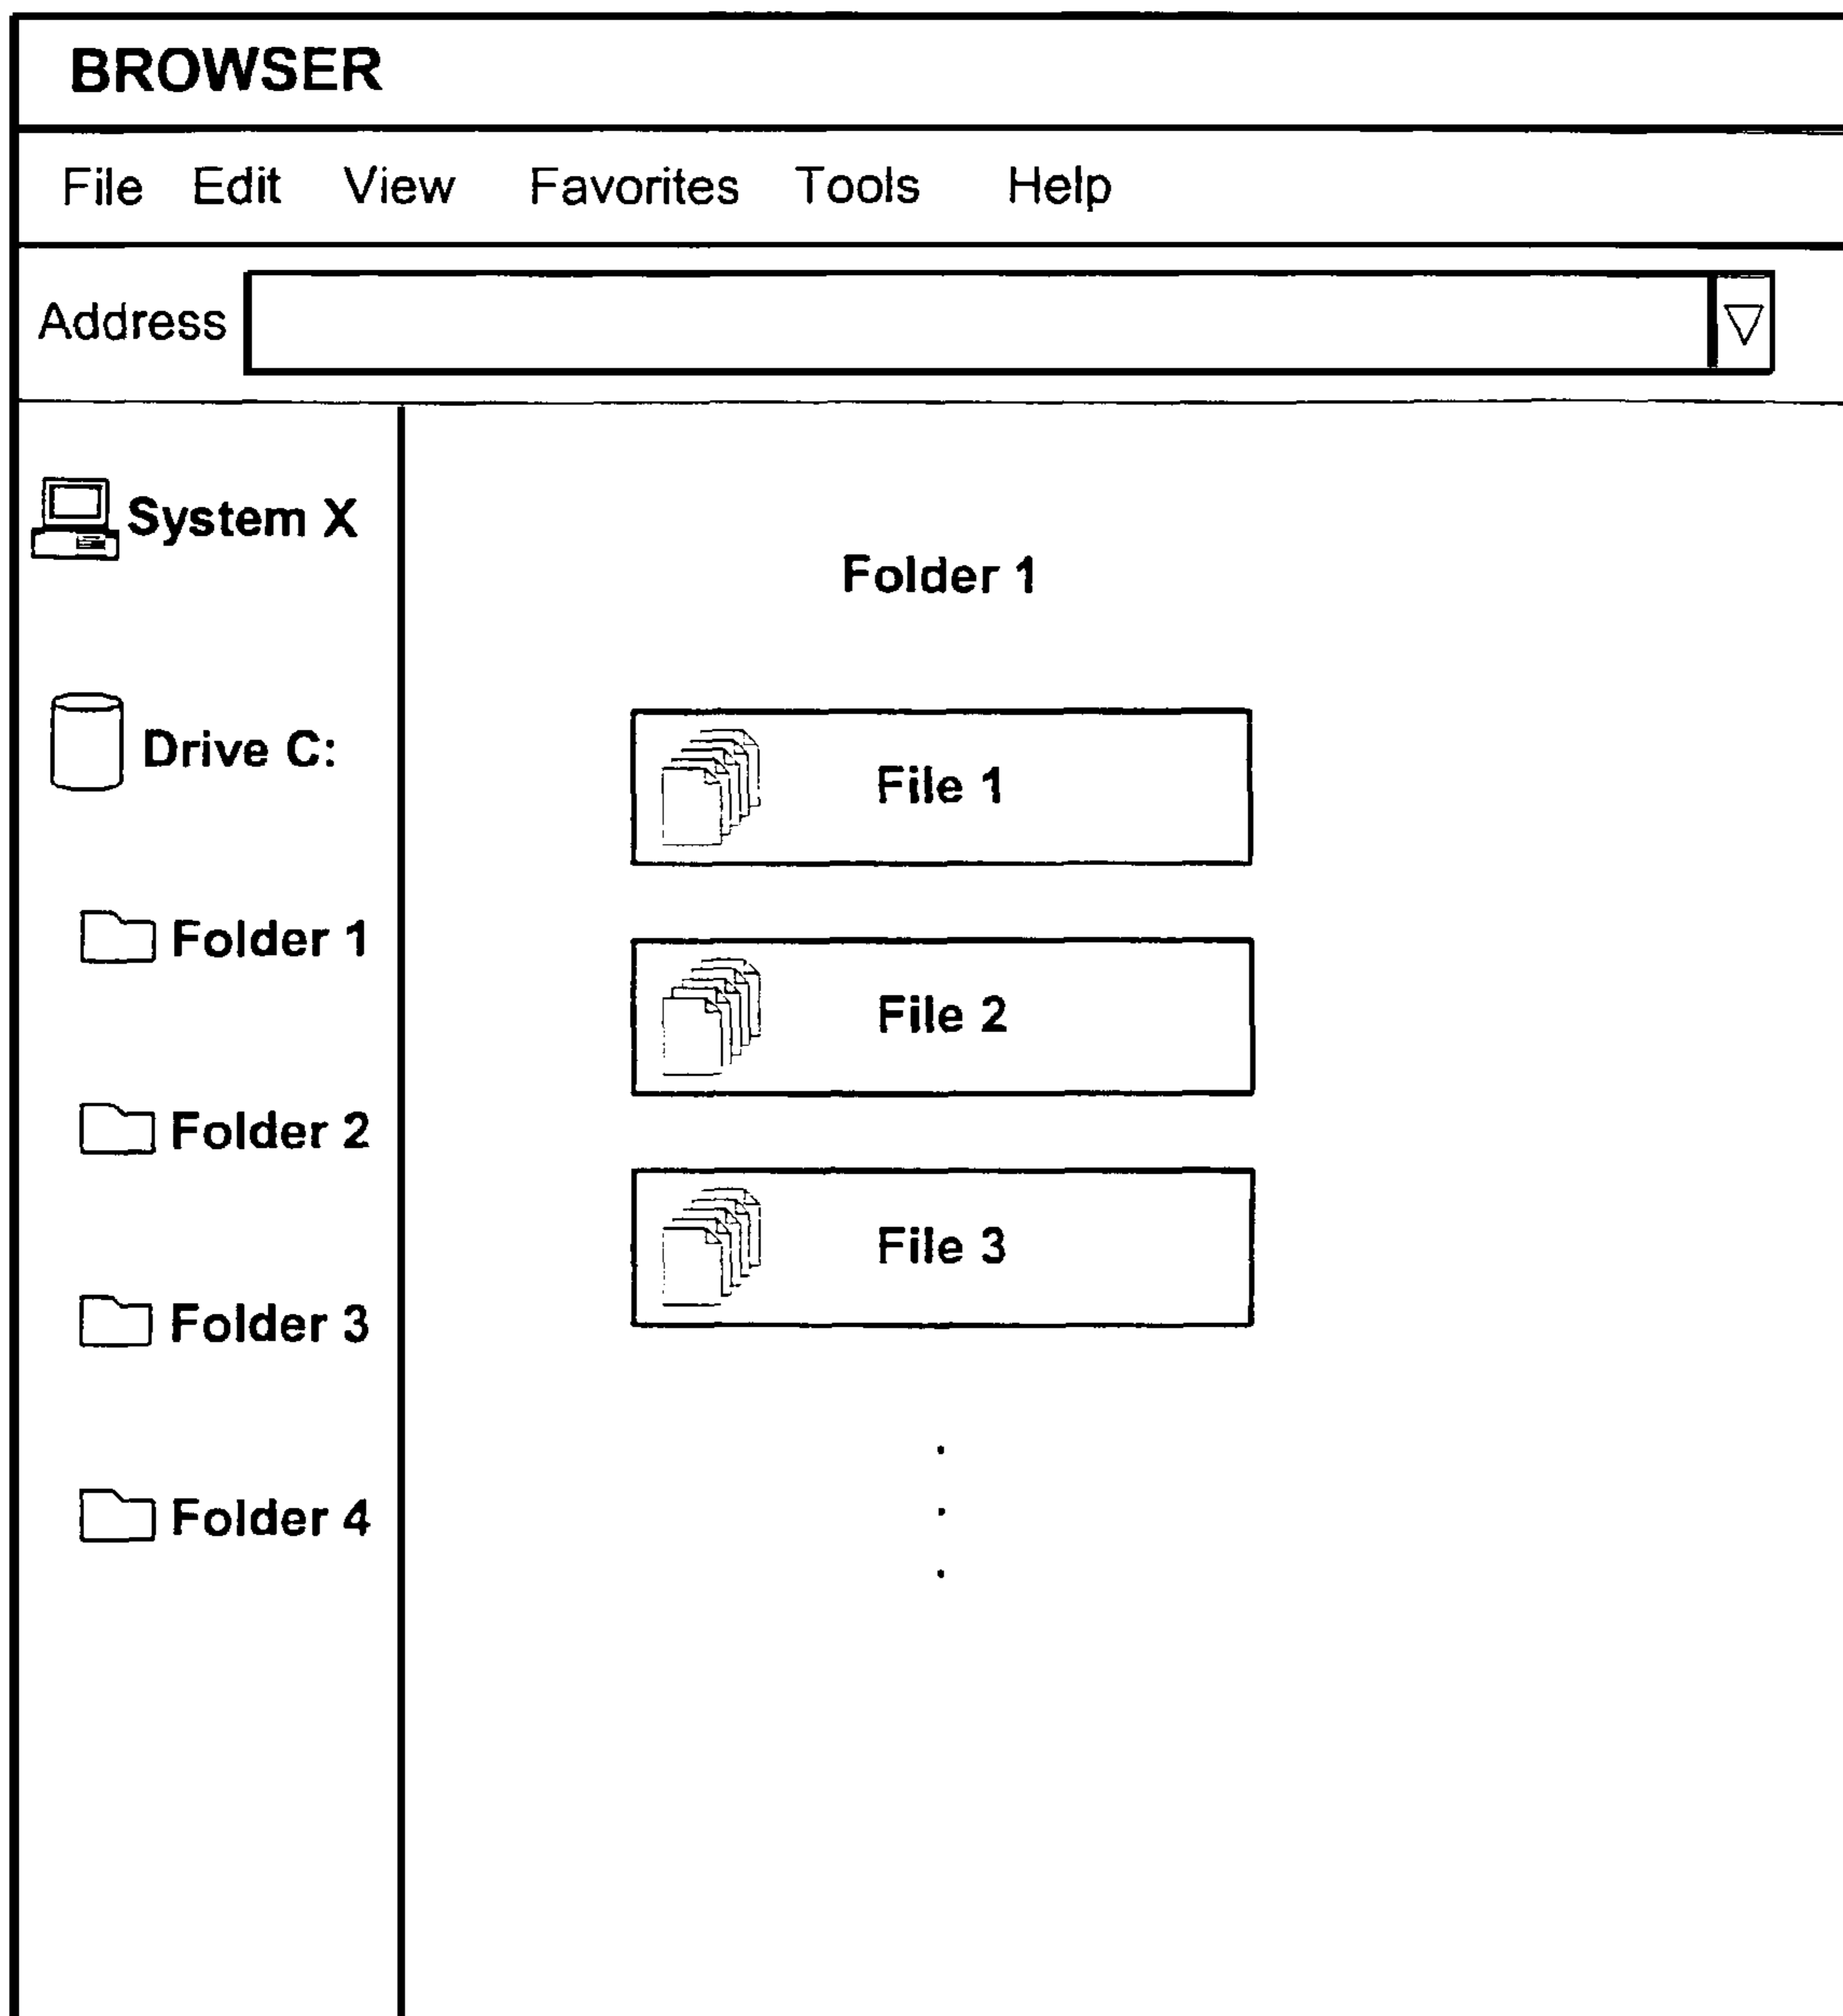 BROWSER
File Edit View Favorites Tools Help
Address
System X
Drive C:
Folder 1
Folder 2
Folder 3
Folder 4
Folder 1
File 1
File 2
File 3